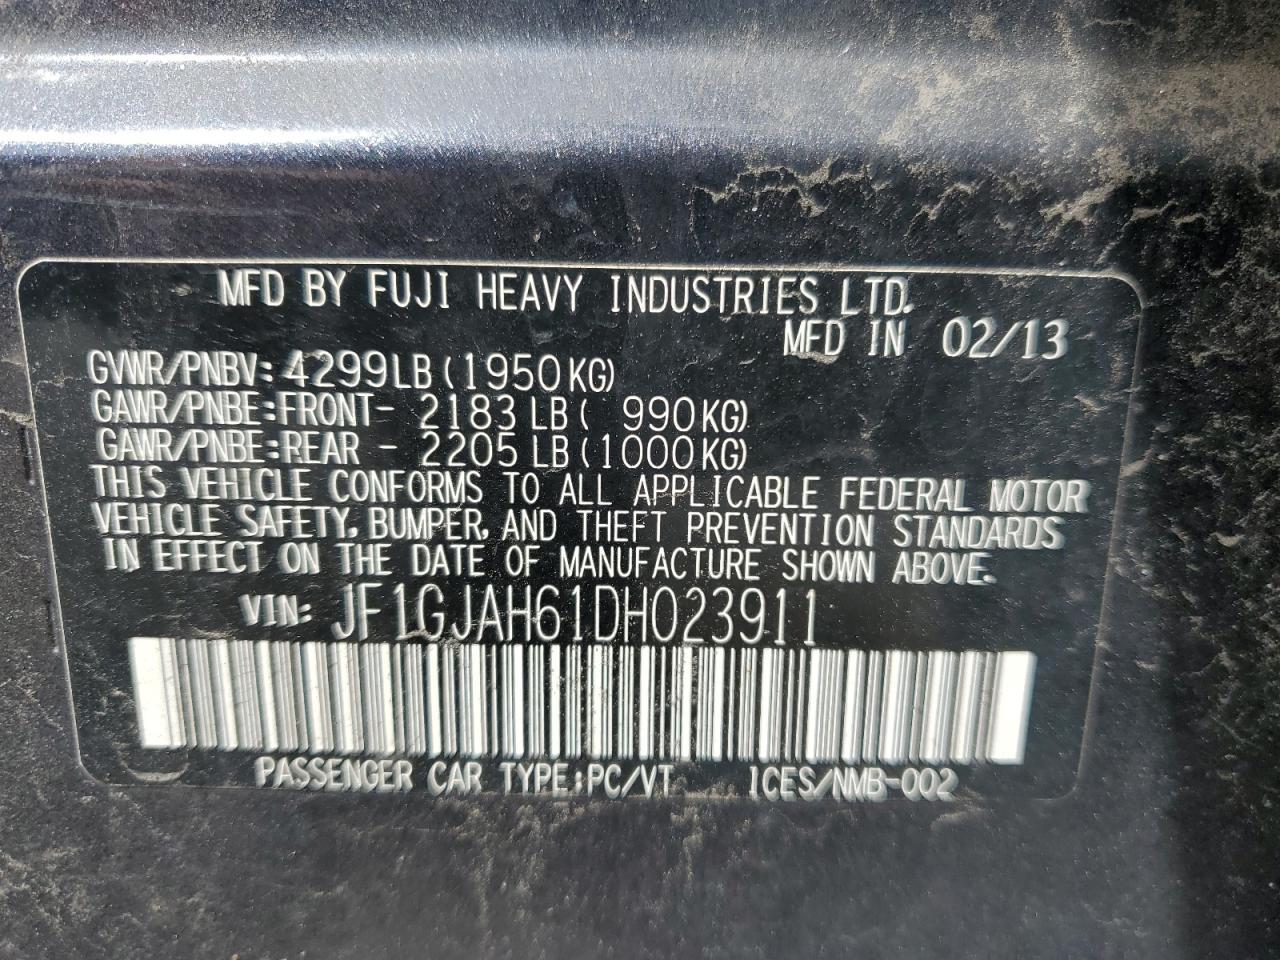 MFD BY FUJI HEAVY INDUSTRIES LTD.
MFD IN 02/13
GVWR/PNBV: 4299LB (1950KG)
GAWR/PNBE:FRONT- 2183 LB ( 990KG)
GAWR/PNBE:REAR - 2205 LB (1000KG)
THIS VEHICLE CONFORMS TO ALL APPLICABLE FEDERAL MOTOR
VEHICLE SAFETY, BUMPER, AND THEFT PREVENTION STANDARDS
IN EFFECT ON THE DATE OF MANUFACTURE SHOWN ABOVE.
VIN: JF1GJAH61DH023911
PASSENGER CAR TYPE:PC/VT ICES/NMB-002